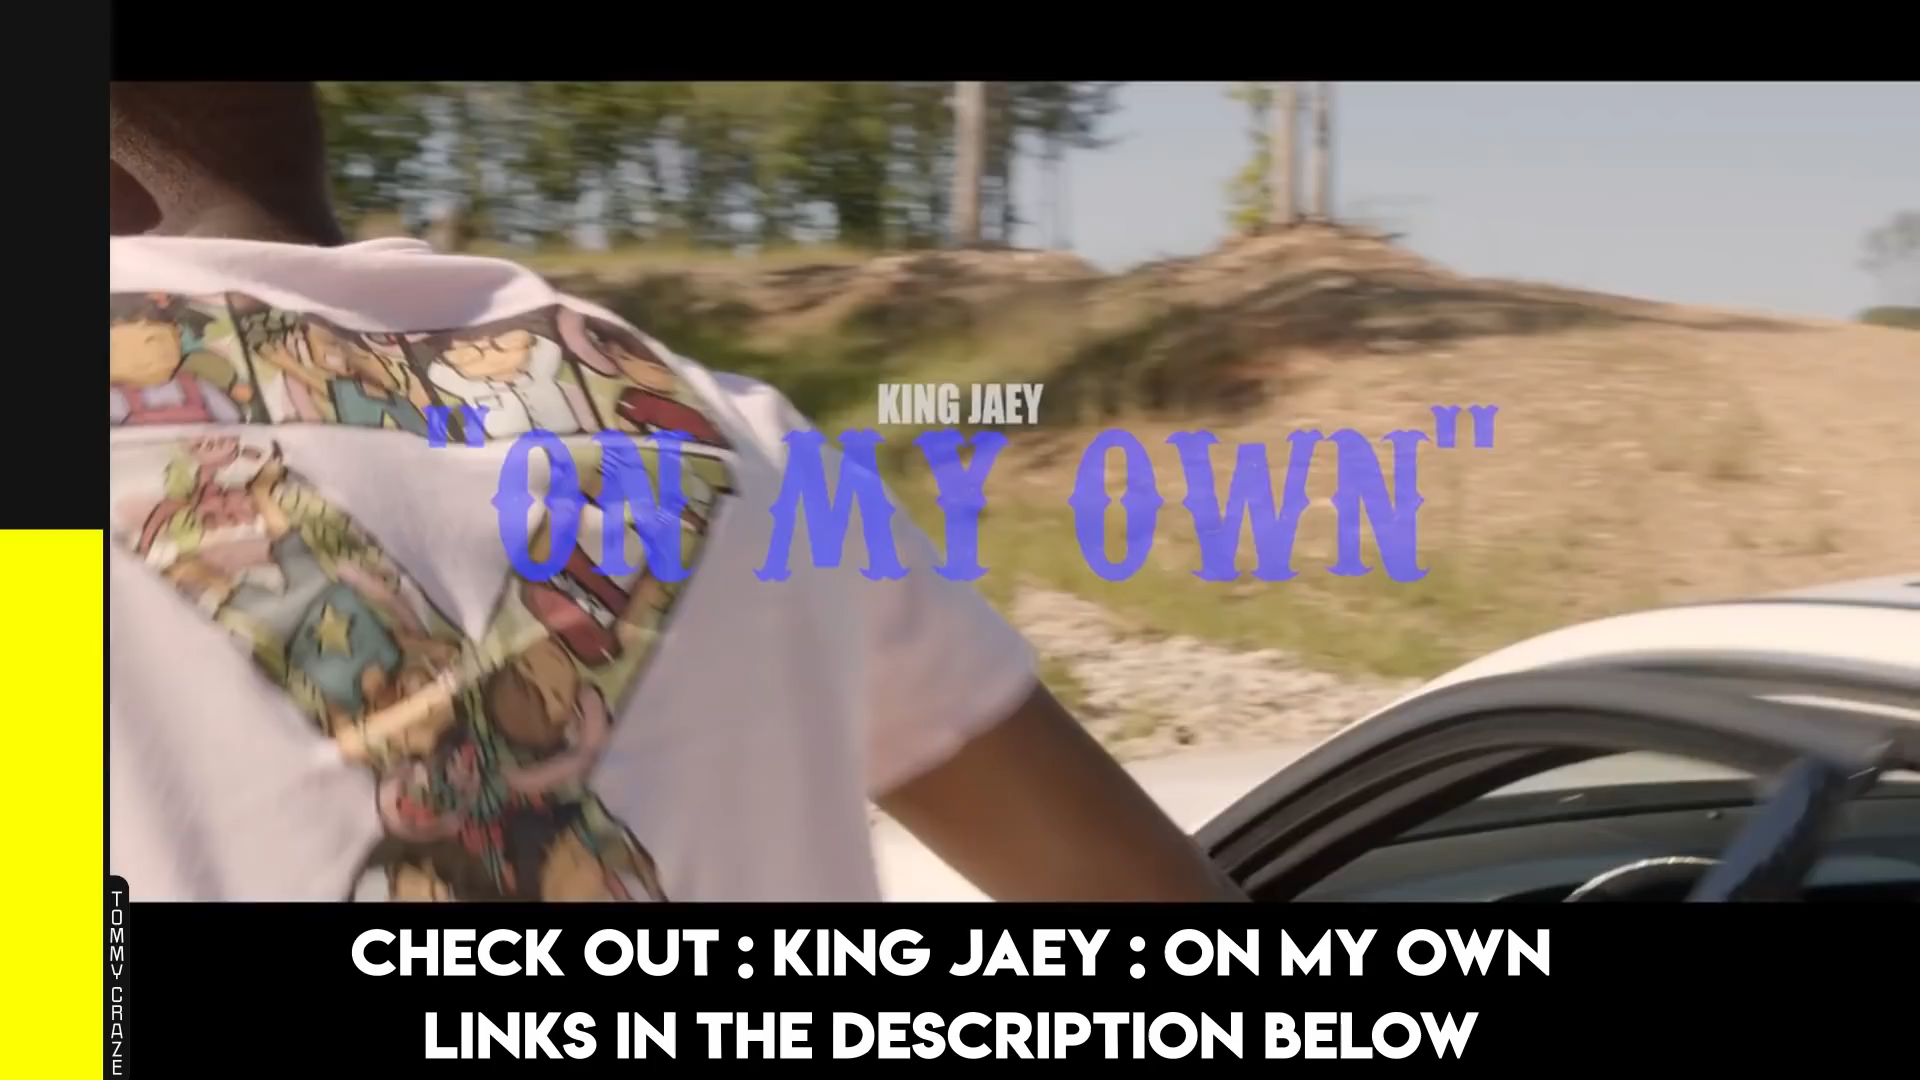 KING JAEY
"ON MY OWN"
CHECK OUT : KING JAEY : ON MY OWN
LINKS IN THE DESCRIPTION BELOW
TOMMY CRAZE